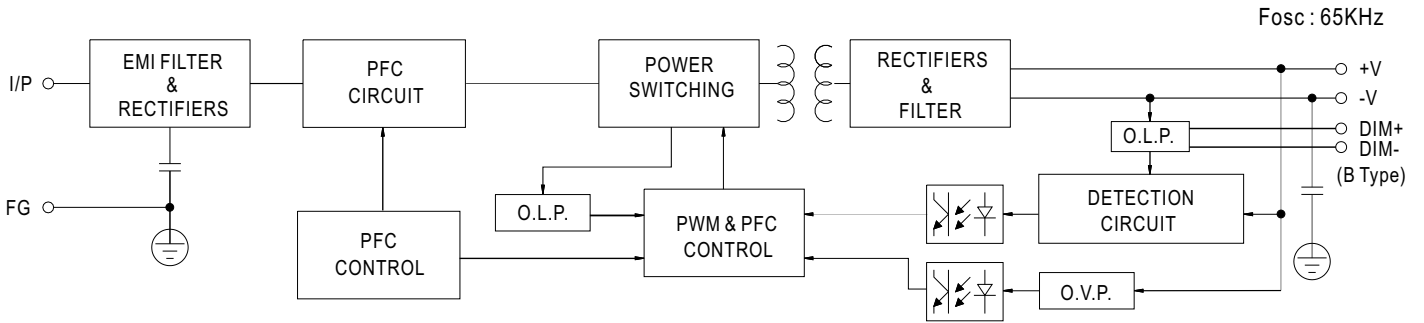 Fosc : 65KHz
I/P
EMI FILTER
&
RECTIFIERS
PFC
CIRCUIT
POWER
SWITCHING
RECTIFIERS
&
FILTER
+V
-V
DIM+
DIM-
(B Type)
O.L.P.
FG
O.L.P.
PFC
CONTROL
PWM & PFC
CONTROL
DETECTION
CIRCUIT
O.V.P.